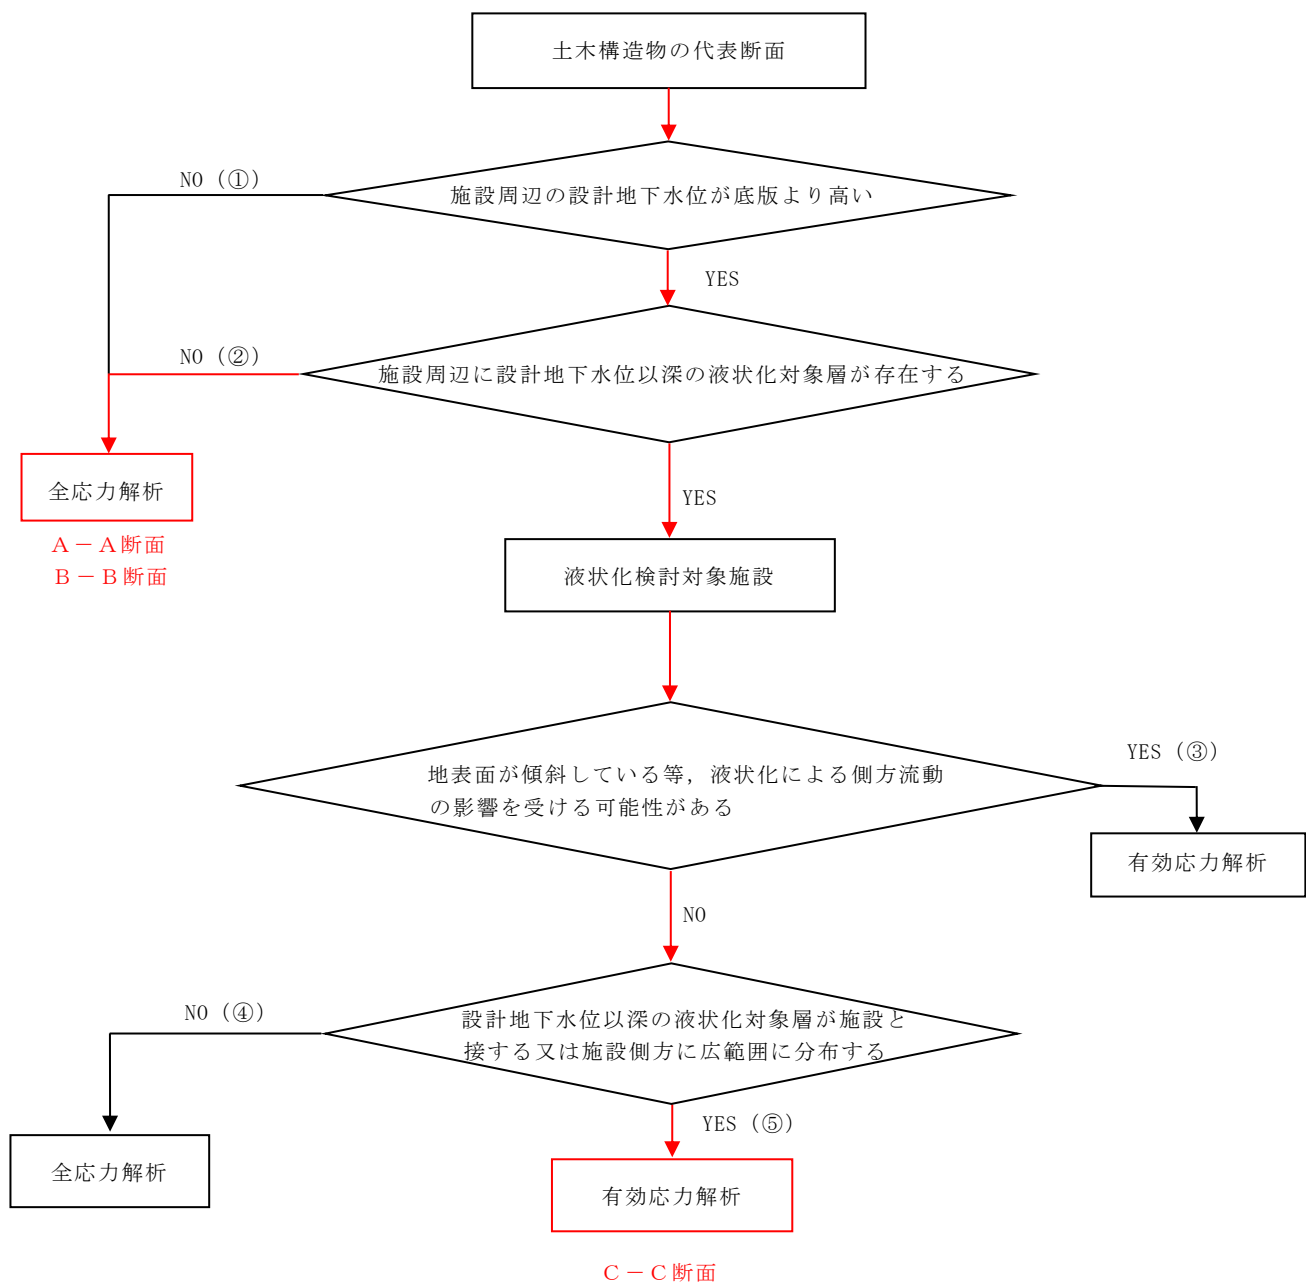 土木構造物の代表断面
NO（①）
施設周辺の設計地下水位が底版より高い
YES
NO（②）
施設周辺に設計地下水位以深の液状化対象層が存在する
全応力解析
YES
Ａ－Ａ断面
Ｂ－Ｂ断面
液状化検討対象施設
YES（③）
地表面が傾斜している等，液状化による側方流動
の影響を受ける可能性がある
有効応力解析
NO
NO（④）
設計地下水位以深の液状化対象層が施設と
接する又は施設側方に広範囲に分布する
YES（⑤）
全応力解析
有効応力解析
Ｃ－Ｃ断面